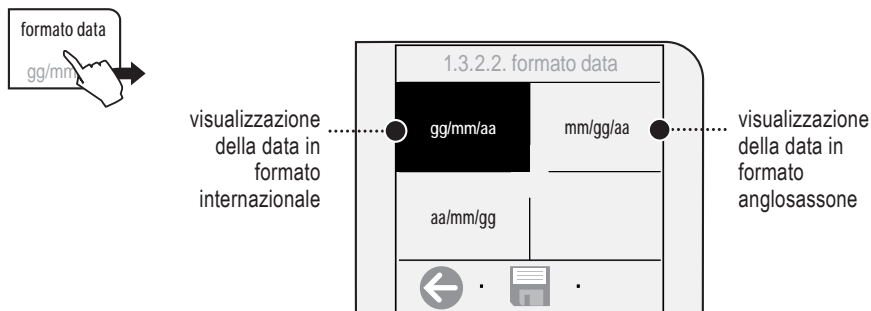 formato data
gg/mm
1.3.2.2. formato data
visualizzazione
della data in
formato
internazionale
gg/mm/aa
mm/gg/aa
visualizzazione
della data in
formato
anglosassone
aa/mm/gg